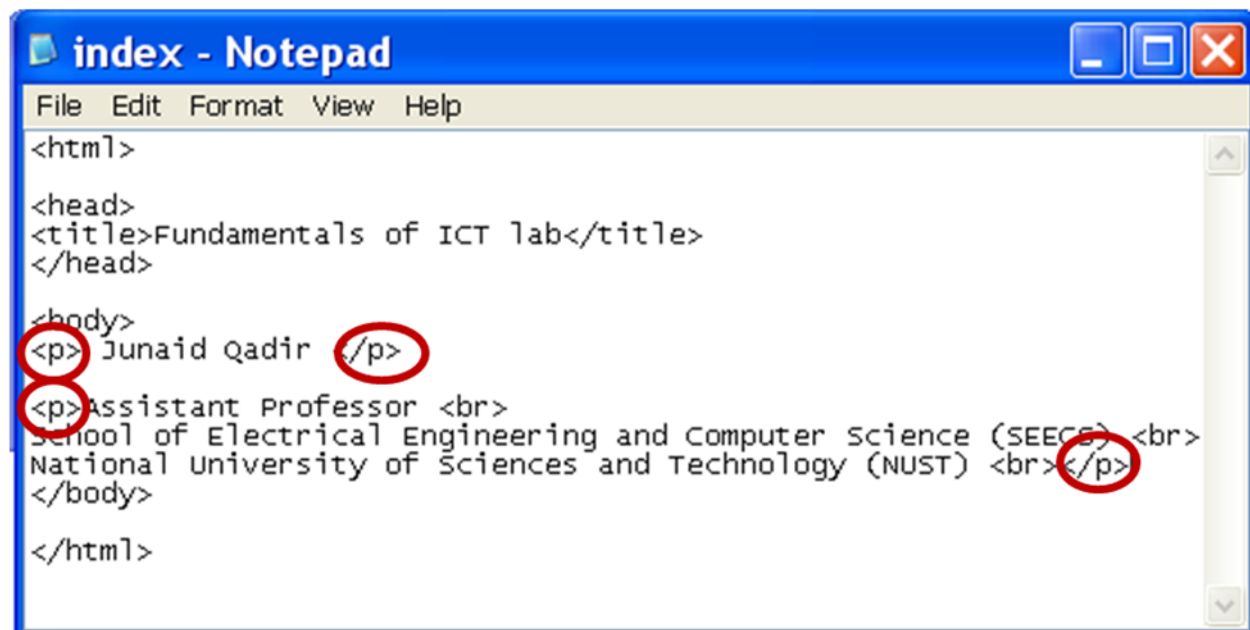 index - Notepad
File Edit Format View Help
<html>
<head>
<title>Fundamentals of ICT lab</title>
</head>
<body>
<p> Junaid Qadir </p>
<p>Assistant Professor <br>
School of Electrical Engineering and Computer Science (SEECS) <br>
National University of Sciences and Technology (NUST) <br></p>
</body>
</html>